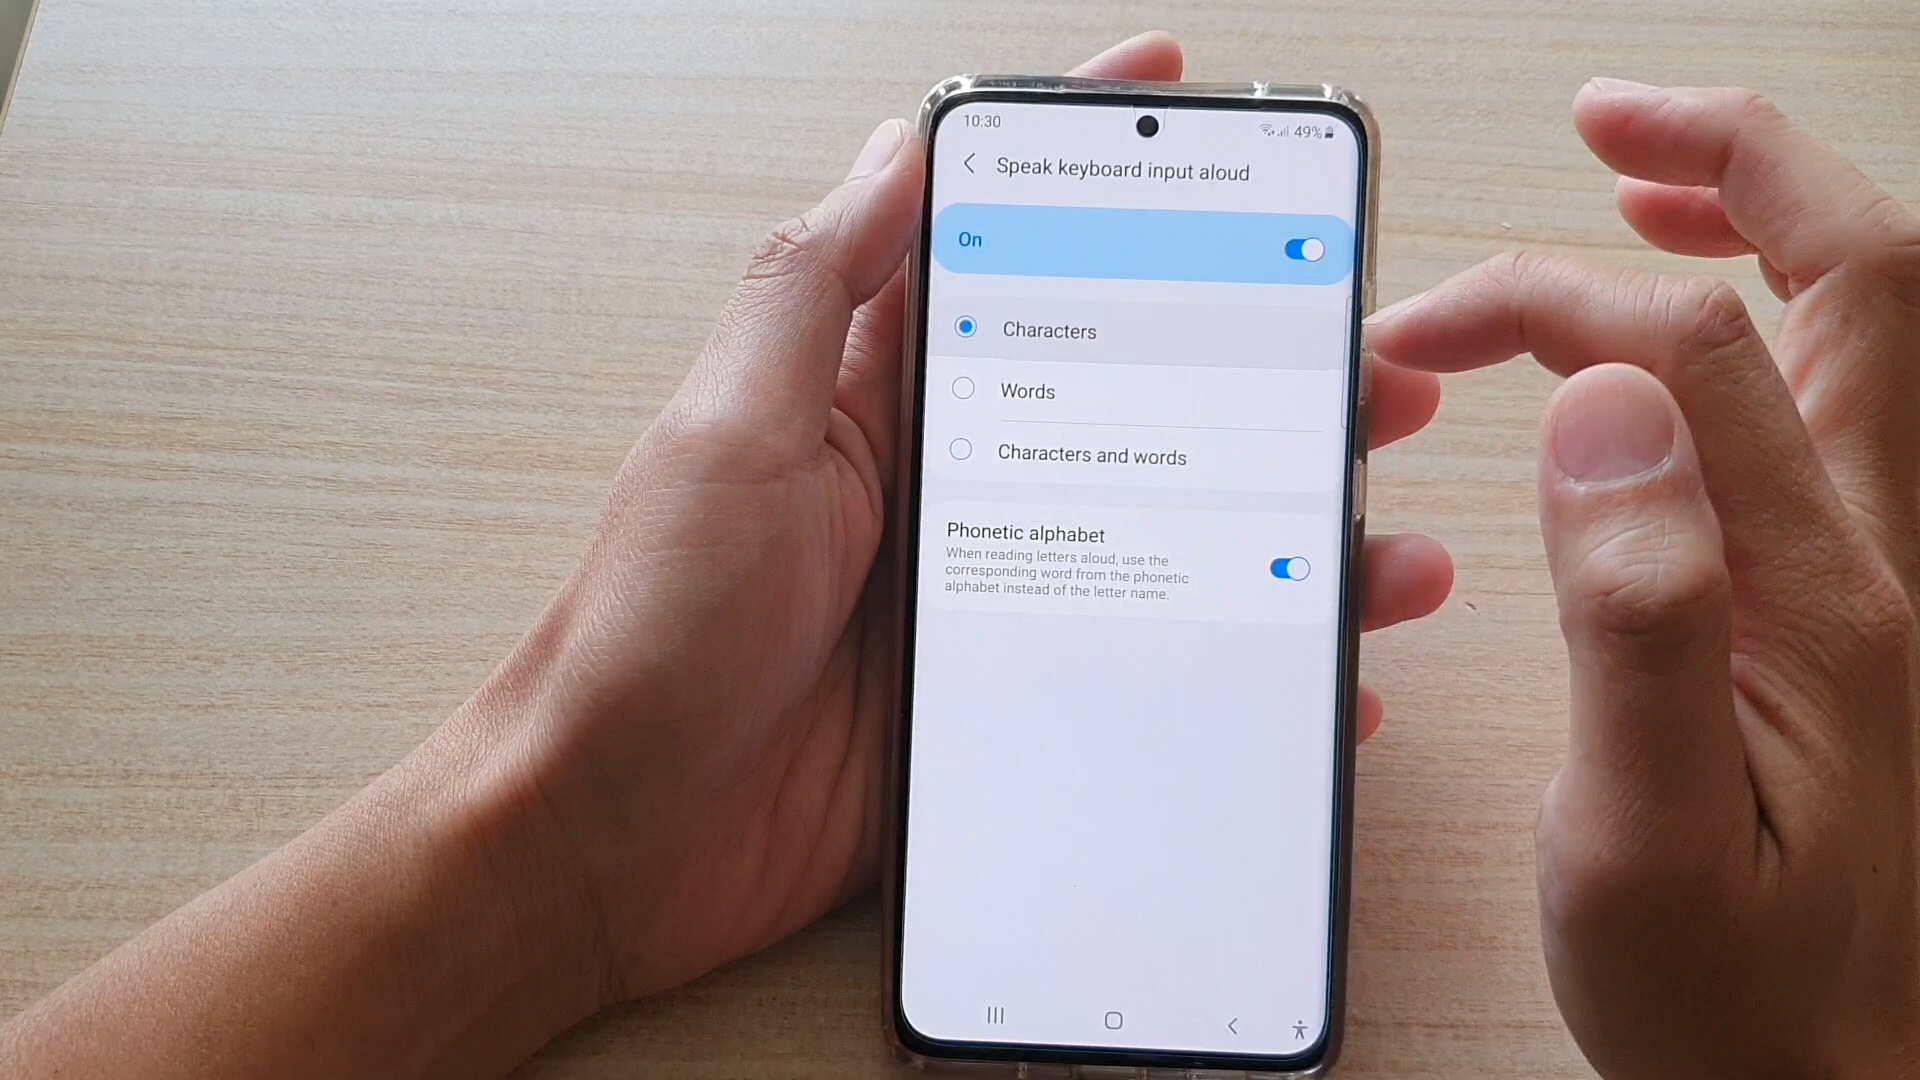 10:30
49%
Speak keyboard input aloud
On
Characters
Words
Characters and words
Phonetic alphabet
When reading letters aloud, use the
corresponding word from the phonetic
alphabet instead of the letter name.